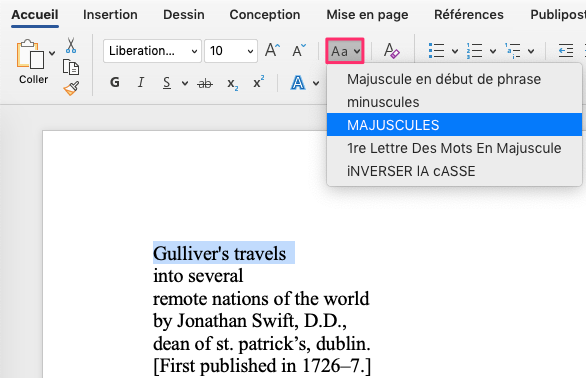 Accueil Insertion Dessin Conception Mise en page Références Publipost
Coller
Liberation... 10 A A Aa A
G I S ab x₂ x² A
Majuscule en début de phrase
minuscules
MAJUSCULES
1re Lettre Des Mots En Majuscule
iNVERSER lA cASSE
Gulliver's travels
into several
remote nations of the world
by Jonathan Swift, D.D.,
dean of st. patrick’s, dublin.
[First published in 1726–7.]